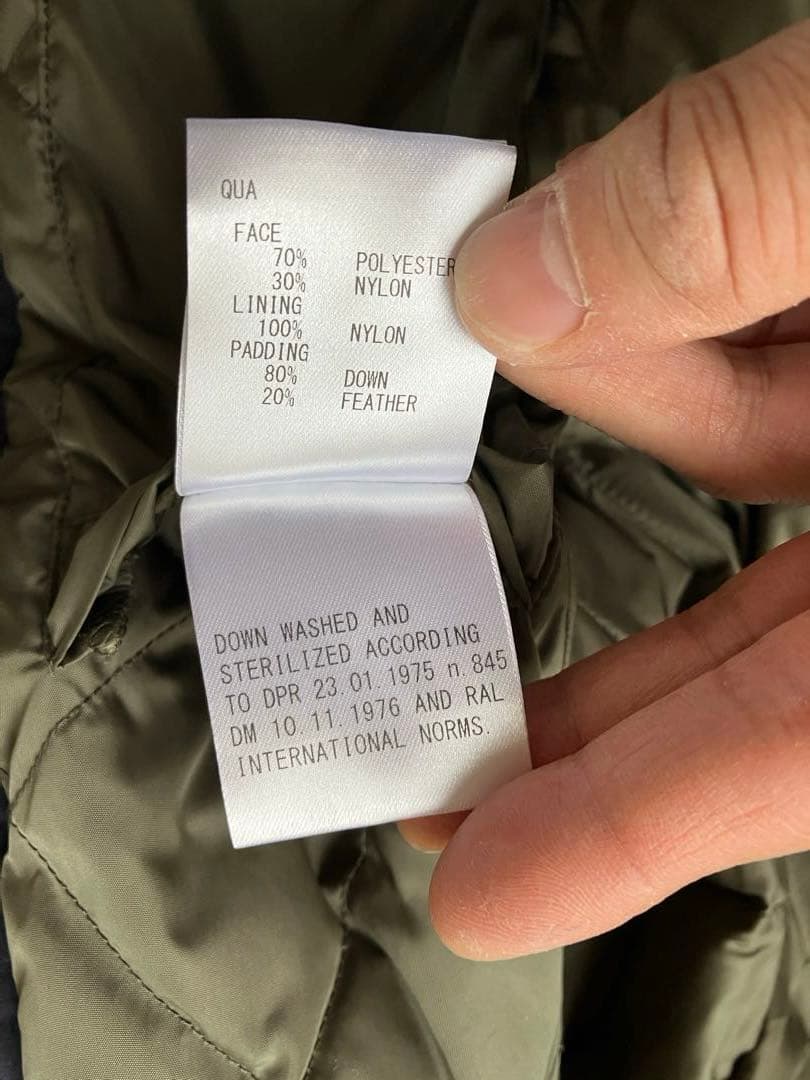 QUA
FACE
70% POLYESTER
30% NYLON
LINING
100% NYLON
PADDING
80% DOWN
20% FEATHER
DOWN WASHED AND
STERILIZED ACCORDING
TO DPR 23.01.1975 n.845
DM 10.11.1976 AND RAL
INTERNATIONAL NORMS.